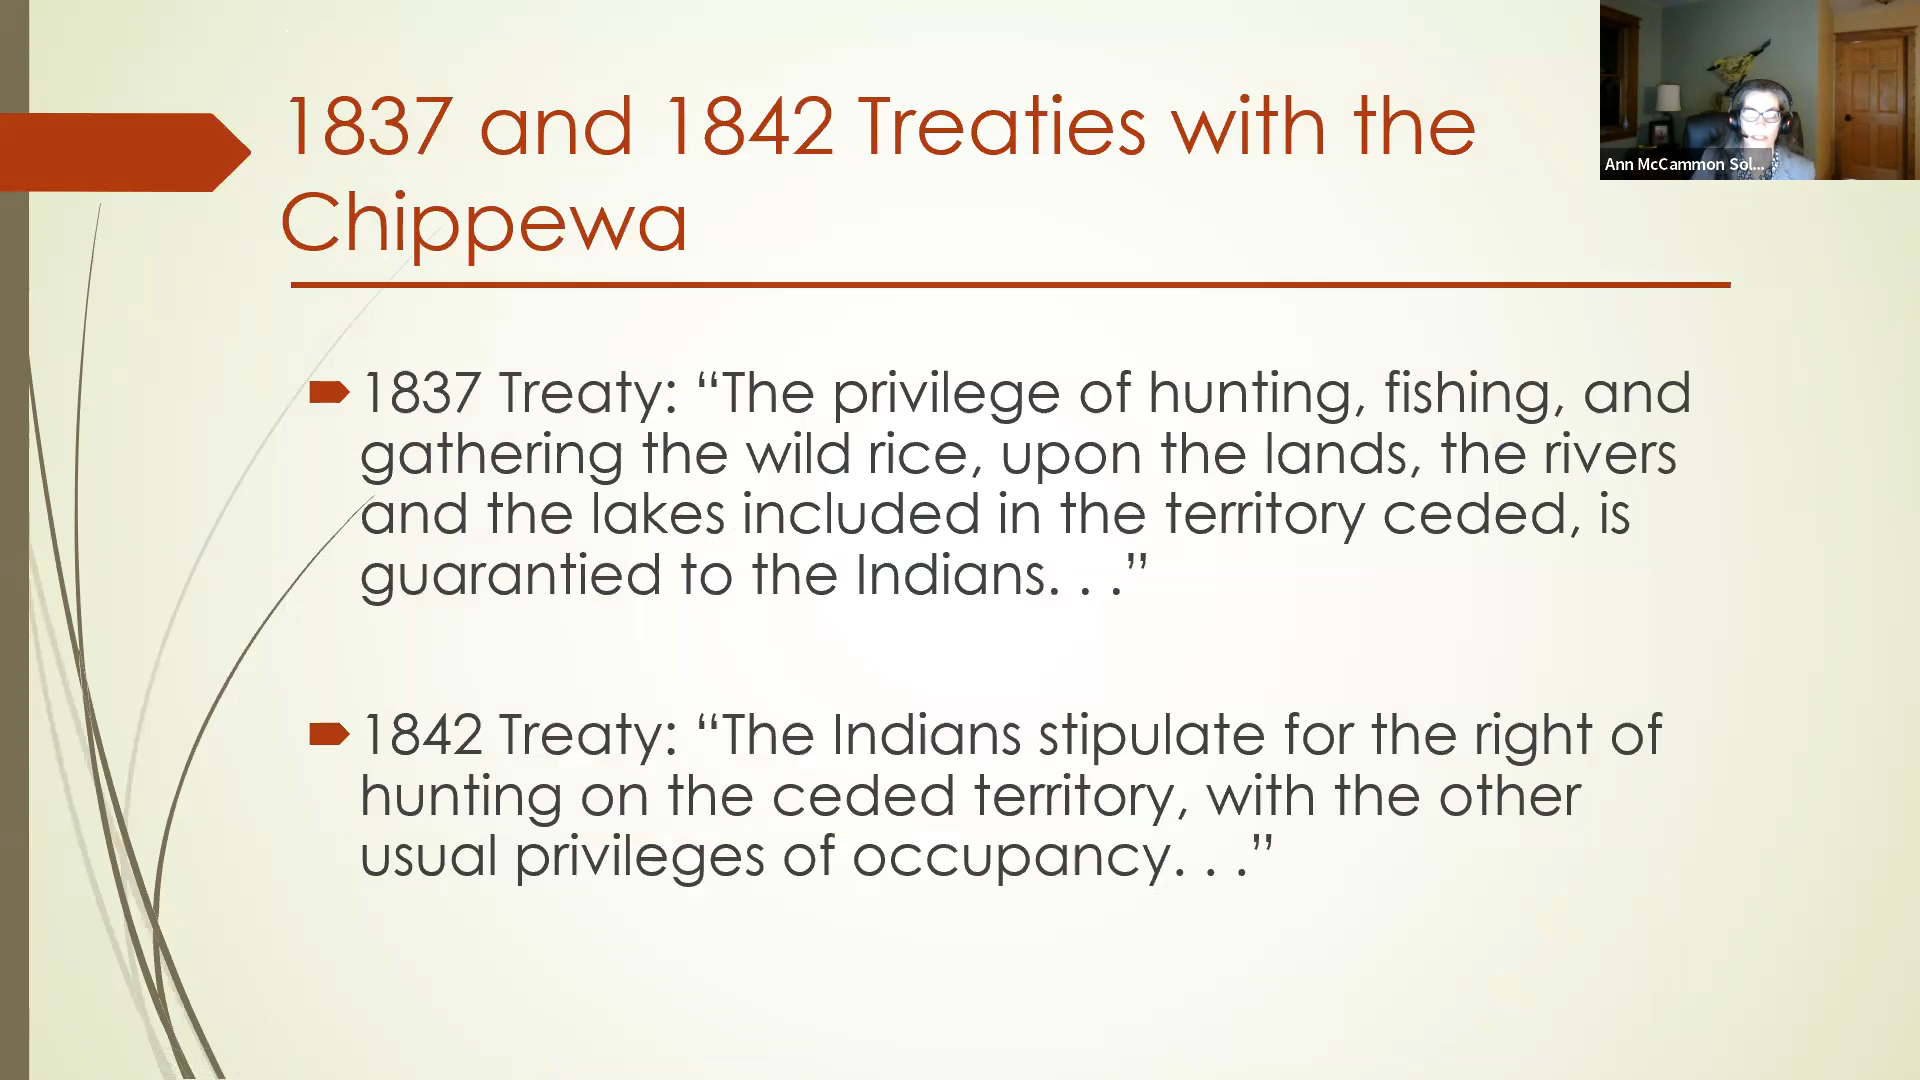 1837 and 1842 Treaties with the
Chippewa
Ann McCammon Sol...
1837 Treaty: “The privilege of hunting, fishing, and
gathering the wild rice, upon the lands, the rivers
and the lakes included in the territory ceded, is
guarantied to the Indians. . .”
1842 Treaty: “The Indians stipulate for the right of
hunting on the ceded territory, with the other
usual privileges of occupancy. . .”